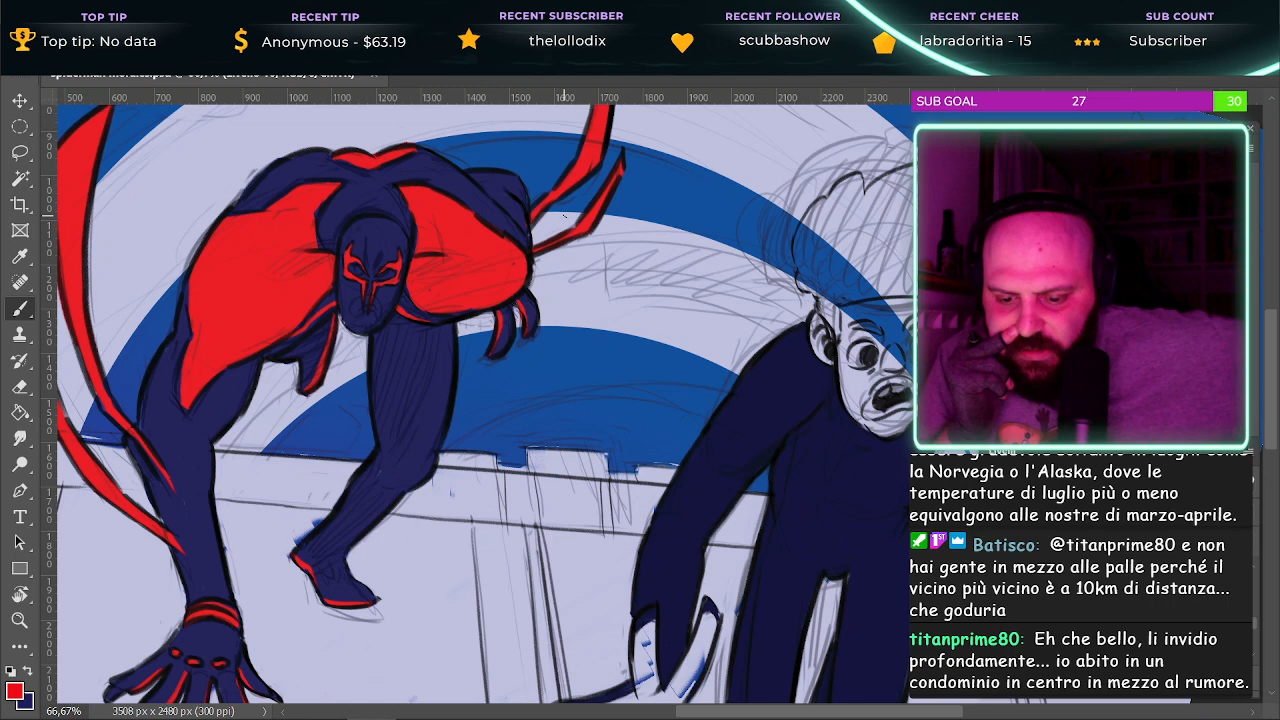 TOP TIP
Top tip: No data
RECENT TIP
Anonymous - $63.19
RECENT SUBSCRIBER
thelollodix
RECENT FOLLOWER
scubbashow
RECENT CHEER
labradoritia - 15
SUB COUNT
Subscriber
500 600 700 800 900 1000 1100 1200 1300 1400 1500 1600 1700 1800 1900 2000 2100 2200 2300
SUB GOAL 27 30
la Norvegia o l'Alaska, dove le
temperature di luglio più o meno
equivalgono alle nostre di marzo-aprile.
Batisco: @titanprime80 e non
hai gente in mezzo alle palle perché il
vicino più vicino è a 10km di distanza...
che goduria
titanprime80: Eh che bello, li invidio
profondamente... io abito in un
condominio in centro in mezzo al rumore.
66,67% 3508 px x 2480 px (300 ppi)